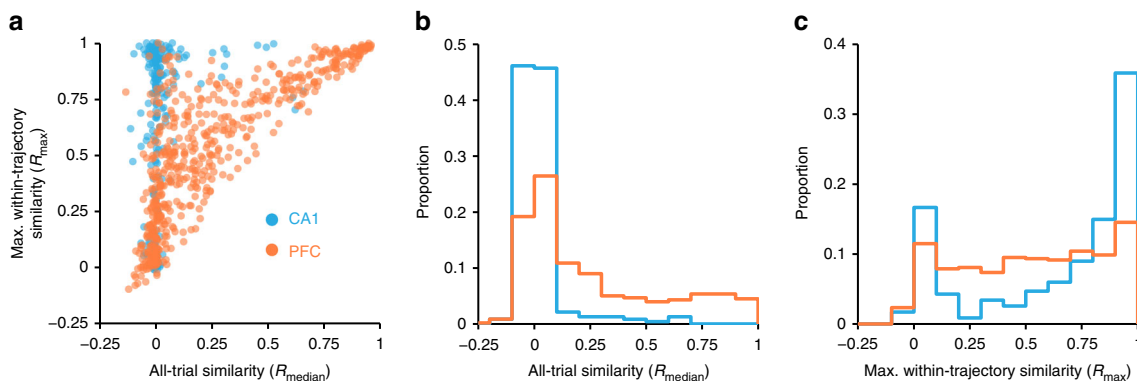 a
Max. within-trajectory
similarity (Rmax)
1
0.75
0.5
0.25
0
−0.25
CA1
PFC
−0.25 0 0.25 0.5 0.75 1
All-trial similarity (Rmedian)
b
Proportion
0.5
0.4
0.3
0.2
0.1
0
−0.25 0 0.25 0.5 0.75 1
All-trial similarity (Rmedian)
c
Proportion
0.4
0.3
0.2
0.1
0
−0.25 0 0.25 0.5 0.75 1
Max. within-trajectory similarity (Rmax)